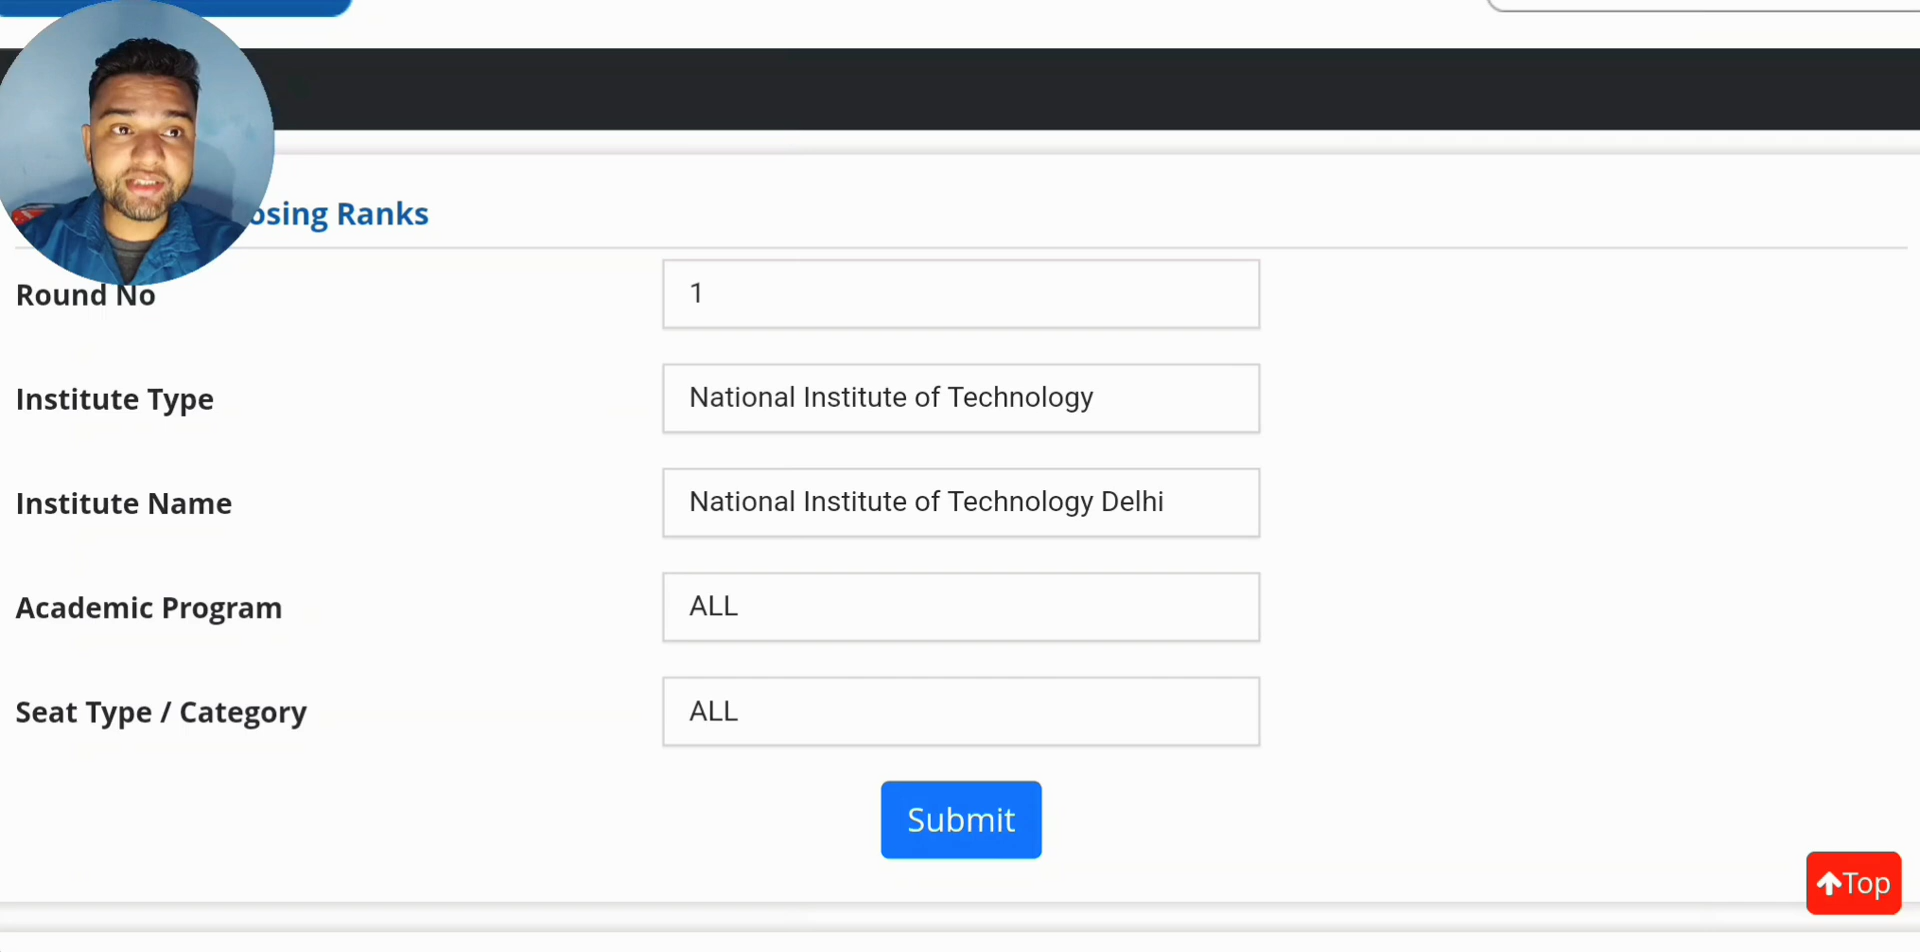 osing Ranks
Round No
1
Institute Type
National Institute of Technology
Institute Name
National Institute of Technology Delhi
Academic Program
ALL
Seat Type / Category
ALL
Submit
Top